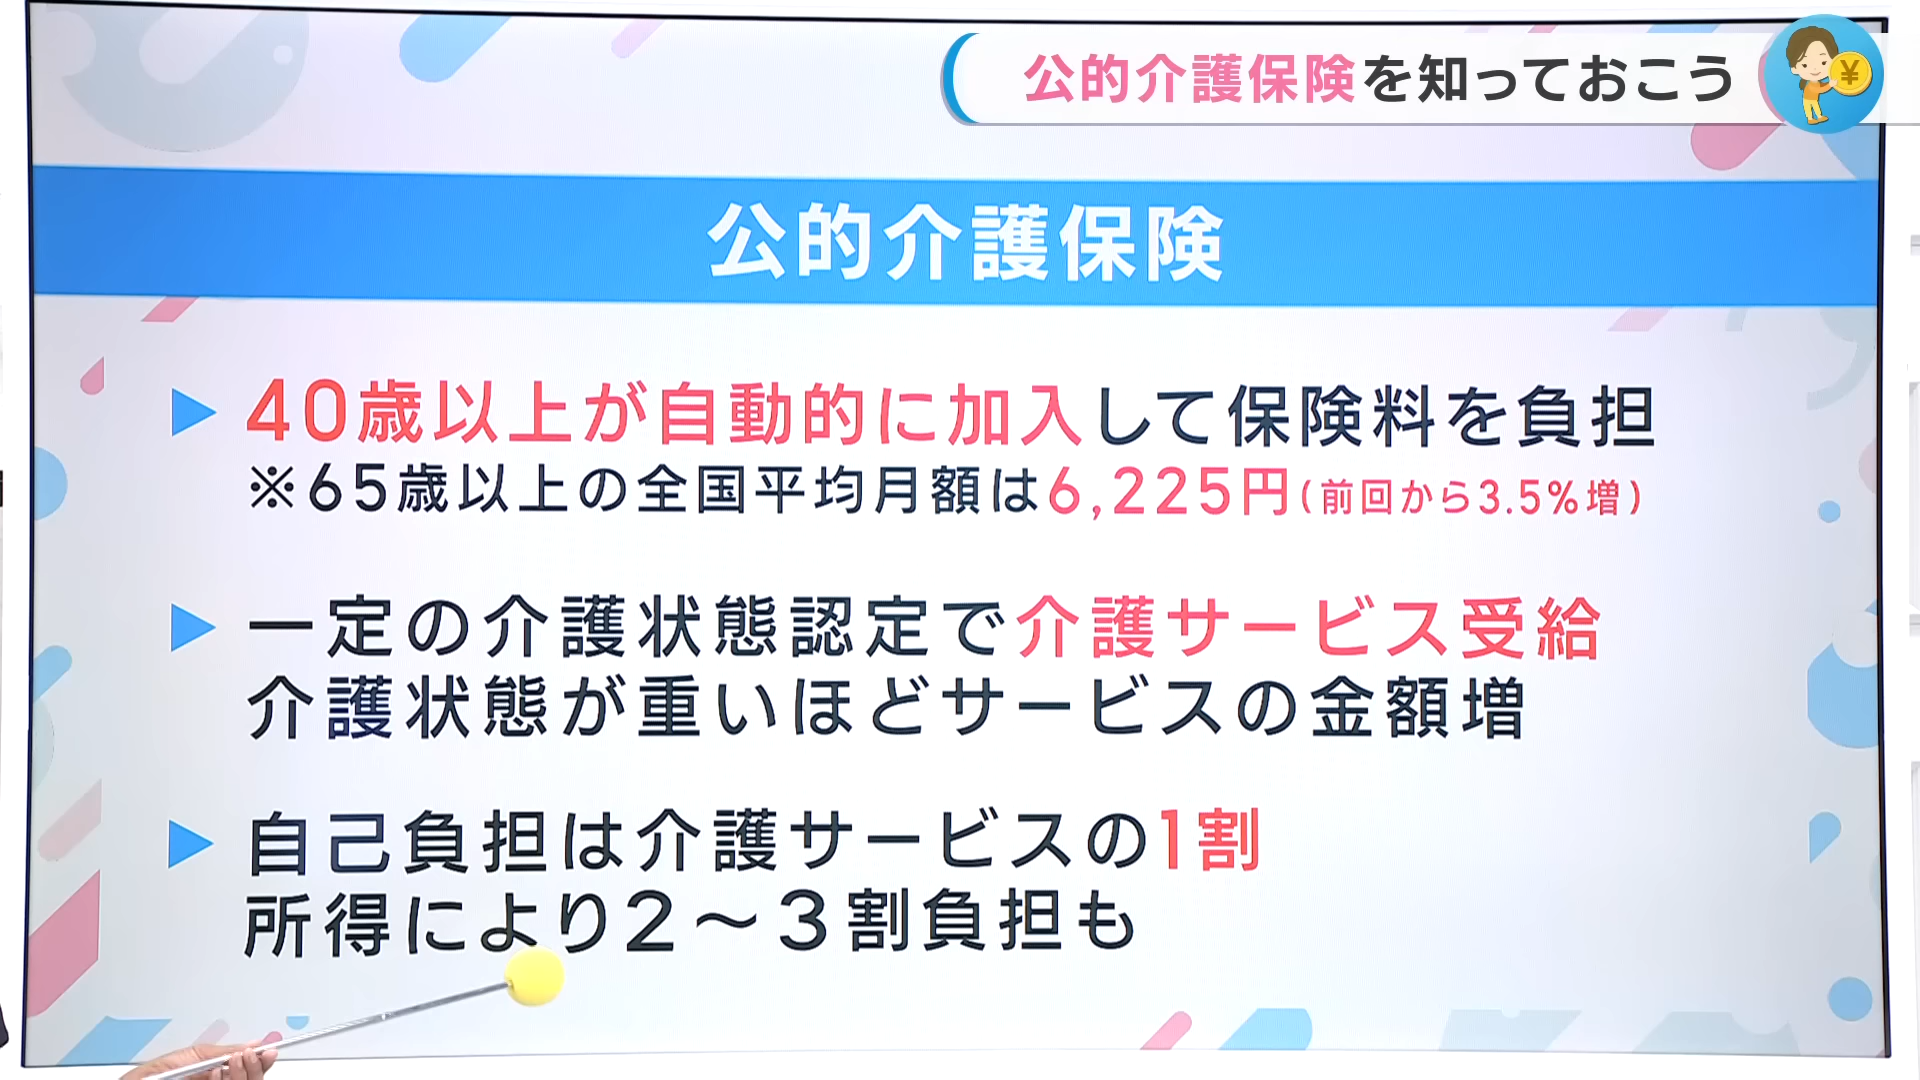 公的介護保険を知っておこう
¥
公的介護保険
▶40歳以上が自動的に加入して保険料を負担
※65歳以上の全国平均月額は6,225円(前回から3.5%増)
▶一定の介護状態認定で介護サービス受給
介護状態が重いほどサービスの金額増
▶自己負担は介護サービスの1割
所得により2〜3割負担も